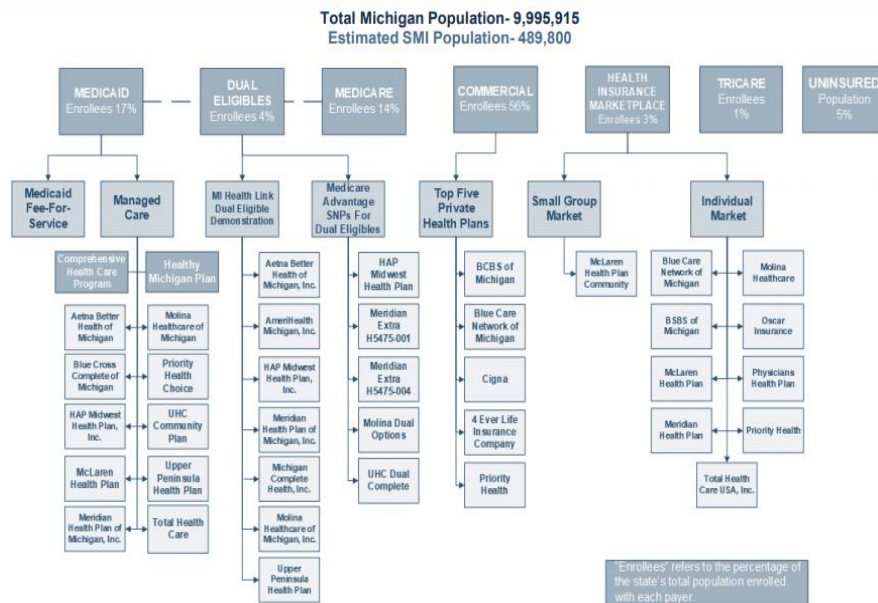 Total Michigan Population- 9,995,915
Estimated SMI Population- 489,800
MEDICAID
Enrollees 17%
DUAL
ELIGIBLES
Enrollees 4%
MEDICARE
Enrollees 14%
COMMERCIAL
Enrollees 56%
HEALTH
INSURANCE
MARKETPLACE
Enrollees 3%
TRICARE
Enrollees
1%
UNINSURED
Population
5%
Medicaid
Fee-For-
Service
Managed
Care
MI Health Link
Dual Eligible
Demonstration
Medicare
Advantage
SNPs For
Dual Eligibles
Top Five
Private
Health Plans
Small Group
Market
Individual
Market
Comprehensive
Health Care
Program
Healthy
Michigan Plan
Aetna Better
Health of
Michigan
Molina
Healthcare of
Michigan
Blue Cross
Complete of
Michigan
Priority
Health
Choice
HAP Midwest
Health Plan,
Inc.
UHC
Community
Plan
McLaren
Health Plan
Upper
Peninsula
Health Plan
Meridian
Health Plan of
Michigan, Inc.
Total Health
Care
Aetna Better
Health of
Michigan, Inc.
AmeriHealth
Michigan, Inc.
HAP Midwest
Health Plan,
Inc.
Meridian
Health Plan of
Michigan, Inc.
Michigan
Complete
Health, Inc.
Molina
Healthcare of
Michigan, Inc.
Upper
Peninsula
Health Plan
HAP
Midwest
Health Plan
Meridian
Extra
H5475-001
Meridian
Extra
H5475-004
Molina Dual
Options
UHC Dual
Complete
BCBS of
Michigan
Blue Care
Network of
Michigan
Cigna
4 Ever Life
Insurance
Company
Priority
Health
McLaren
Health Plan
Community
Blue Care
Network of
Michigan
Molina
Healthcare
BSBS of
Michigan
Oscar
Insurance
McLaren
Health Plan
Physicians
Health Plan
Meridian
Health Plan
Priority Health
Total Health
Care USA, Inc.
"Enrollees" refers to the percentage of
the state's total population enrolled
with each payer.